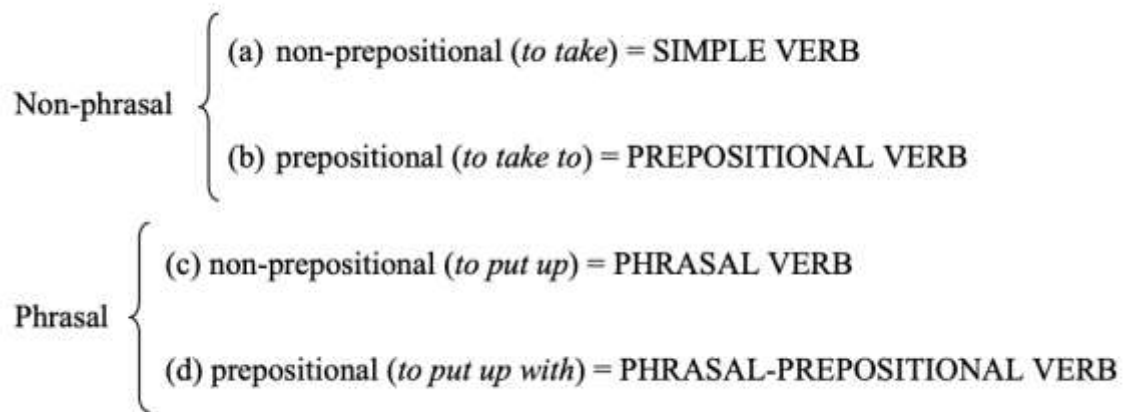 (a) non-prepositional (to take) = SIMPLE VERB
Non-phrasal
(b) prepositional (to take to) = PREPOSITIONAL VERB
(c) non-prepositional (to put up) = PHRASAL VERB
Phrasal
(d) prepositional (to put up with) = PHRASAL-PREPOSITIONAL VERB